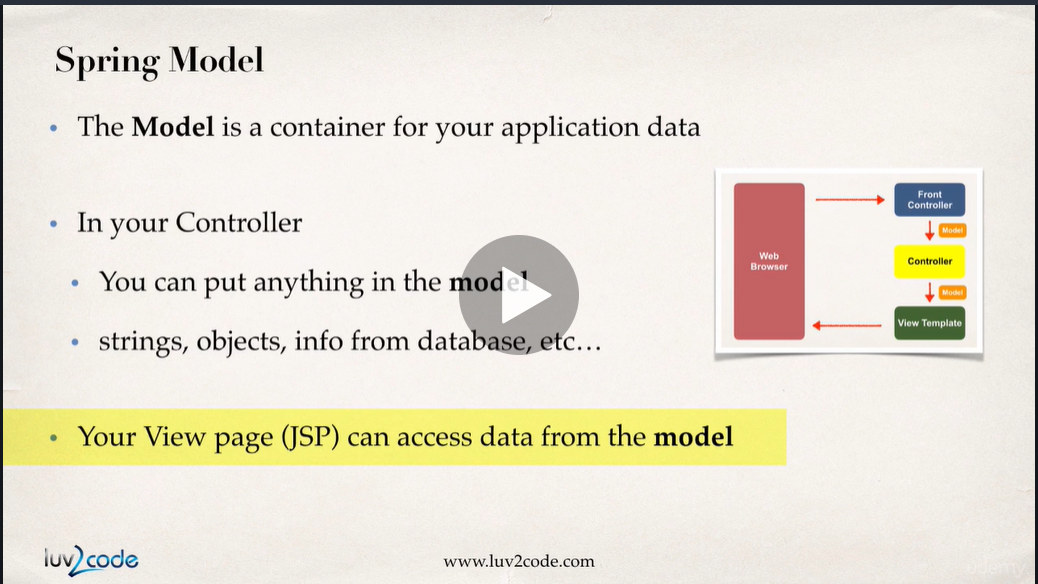 Spring Model
• The Model is a container for your application data
• In your Controller
• You can put anything in the model
• strings, objects, info from database, etc…
• Your View page (JSP) can access data from the model
Web
Browser
Front
Controller
Model
Controller
Model
View Template
luv2code
www.luv2code.com
udemy